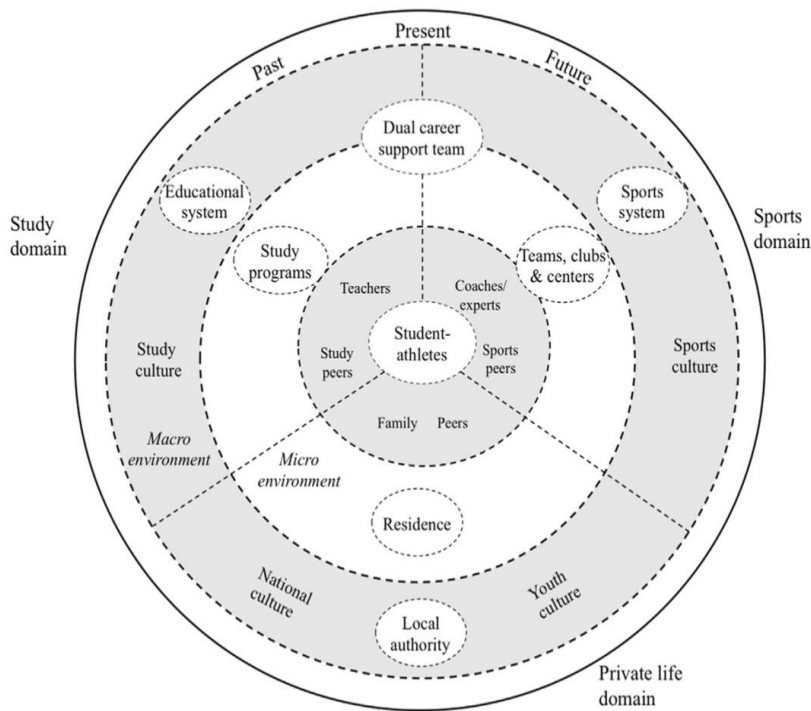 Present
Past
Future
Dual career
support team
Educational
system
Sports
system
Study
domain
Sports
domain
Study
programs
Teams, clubs
& centers
Teachers
Coaches/
experts
Student-
athletes
Study
culture
Study
peers
Sports
peers
Sports
culture
Family
Peers
Macro
environment
Micro
environment
Residence
National
culture
Youth
culture
Local
authority
Private life
domain